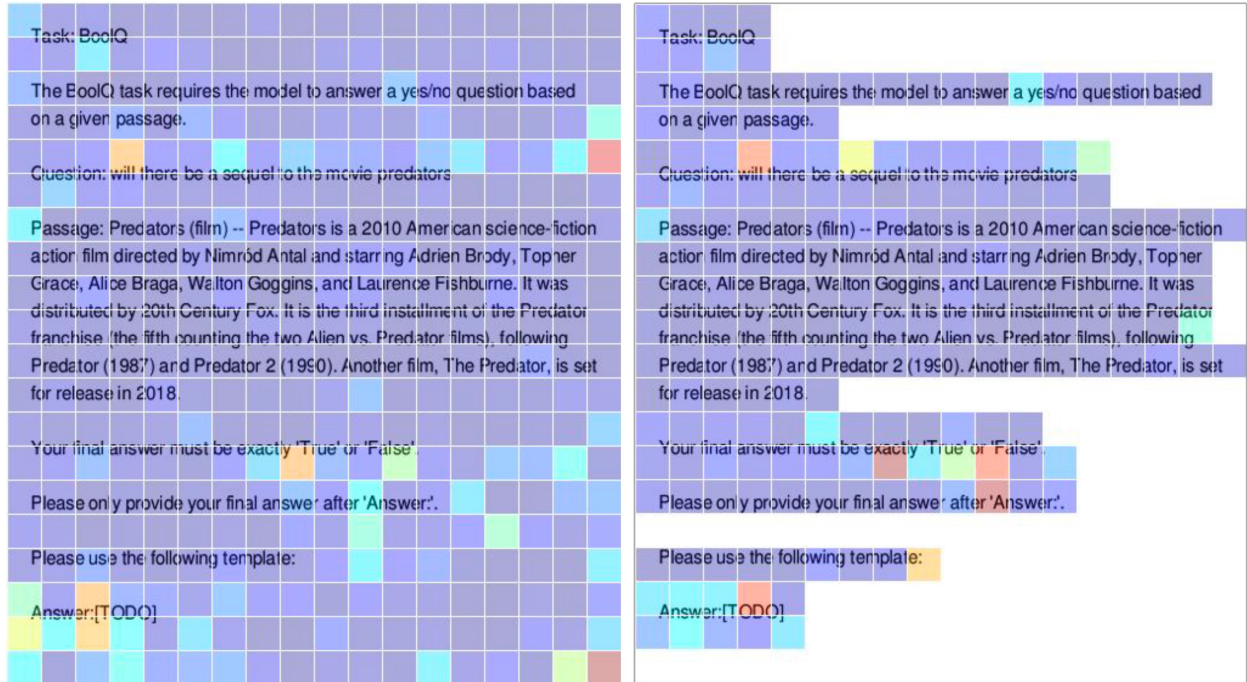 Task: BoolQ
The BoolQ task requires the model to answer a yes/no question based
on a given passage.
Question: will there be a sequel to the movie predators
Passage: Predators (film) -- Predators is a 2010 American science-fiction
action film directed by Nimród Antal and starring Adrien Brody, Topher
Grace, Alice Braga, Walton Goggins, and Laurence Fishburne. It was
distributed by 20th Century Fox. It is the third installment of the Predator
franchise (the fifth counting the two Alien vs. Predator films), following
Predator (1987) and Predator 2 (1990). Another film, The Predator, is set
for release in 2018.
Your final answer must be exactly 'True' or 'False'.
Please only provide your final answer after 'Answer:'.
Please use the following template:
Answer:[TODO]
Task: BoolQ
The BoolQ task requires the model to answer a yes/no question based
on a given passage.
Question: will there be a sequel to the movie predators
Passage: Predators (film) -- Predators is a 2010 American science-fiction
action film directed by Nimród Antal and starring Adrien Brody, Topher
Grace, Alice Braga, Walton Goggins, and Laurence Fishburne. It was
distributed by 20th Century Fox. It is the third installment of the Predator
franchise (the fifth counting the two Alien vs. Predator films), following
Predator (1987) and Predator 2 (1990). Another film, The Predator, is set
for release in 2018.
Your final answer must be exactly 'True' or 'False'.
Please only provide your final answer after 'Answer:'.
Please use the following template:
Answer:[TODO]